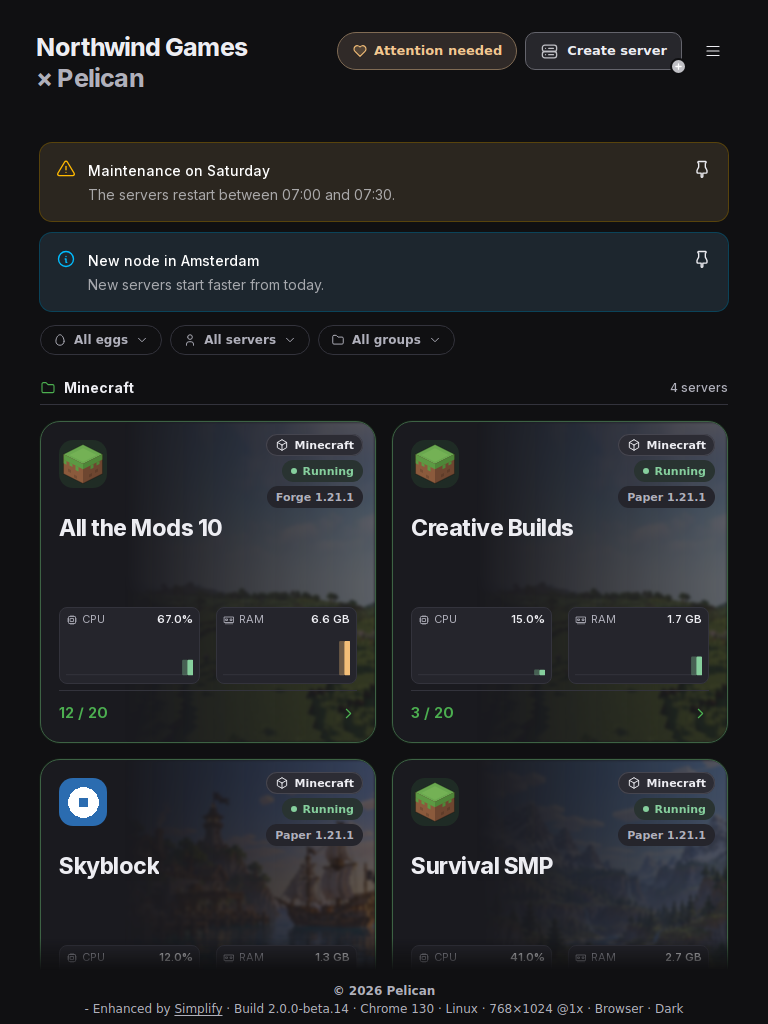 Northwind Games
× Pelican
Attention needed
Create server
Maintenance on Saturday
The servers restart between 07:00 and 07:30.
New node in Amsterdam
New servers start faster from today.
All eggs
All servers
All groups
Minecraft
4 servers
Minecraft
Running
Forge 1.21.1
All the Mods 10
CPU 67.0%
RAM 6.6 GB
12 / 20
Minecraft
Running
Paper 1.21.1
Creative Builds
CPU 15.0%
RAM 1.7 GB
3 / 20
Minecraft
Running
Paper 1.21.1
Skyblock
CPU 12.0%
RAM 1.3 GB
Minecraft
Running
Paper 1.21.1
Survival SMP
CPU 41.0%
RAM 2.7 GB
© 2026 Pelican
- Enhanced by Simplify · Build 2.0.0-beta.14 · Chrome 130 · Linux · 768×1024 @1x · Browser · Dark